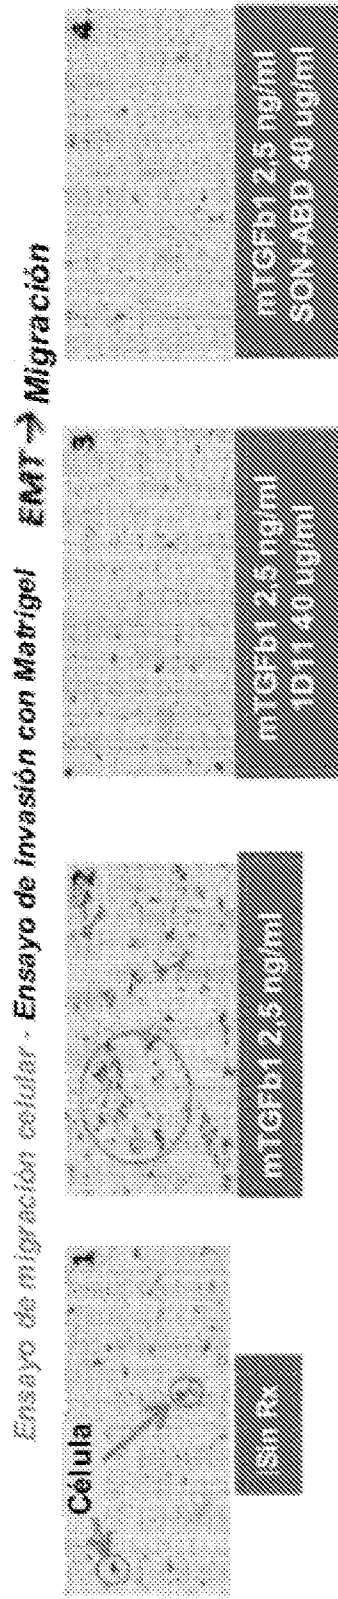 Ensayo de migración celular - Ensayo de invasión con Matrigel EMT → Migración
Célula
1
2
3
4
Sin Rx
mTGFb1 2,5 ng/ml
mTGFb1 2,5 ng/ml
1D11 40 ug/ml
mTGFb1 2,5 ng/ml
SON-ABD 40 ug/ml